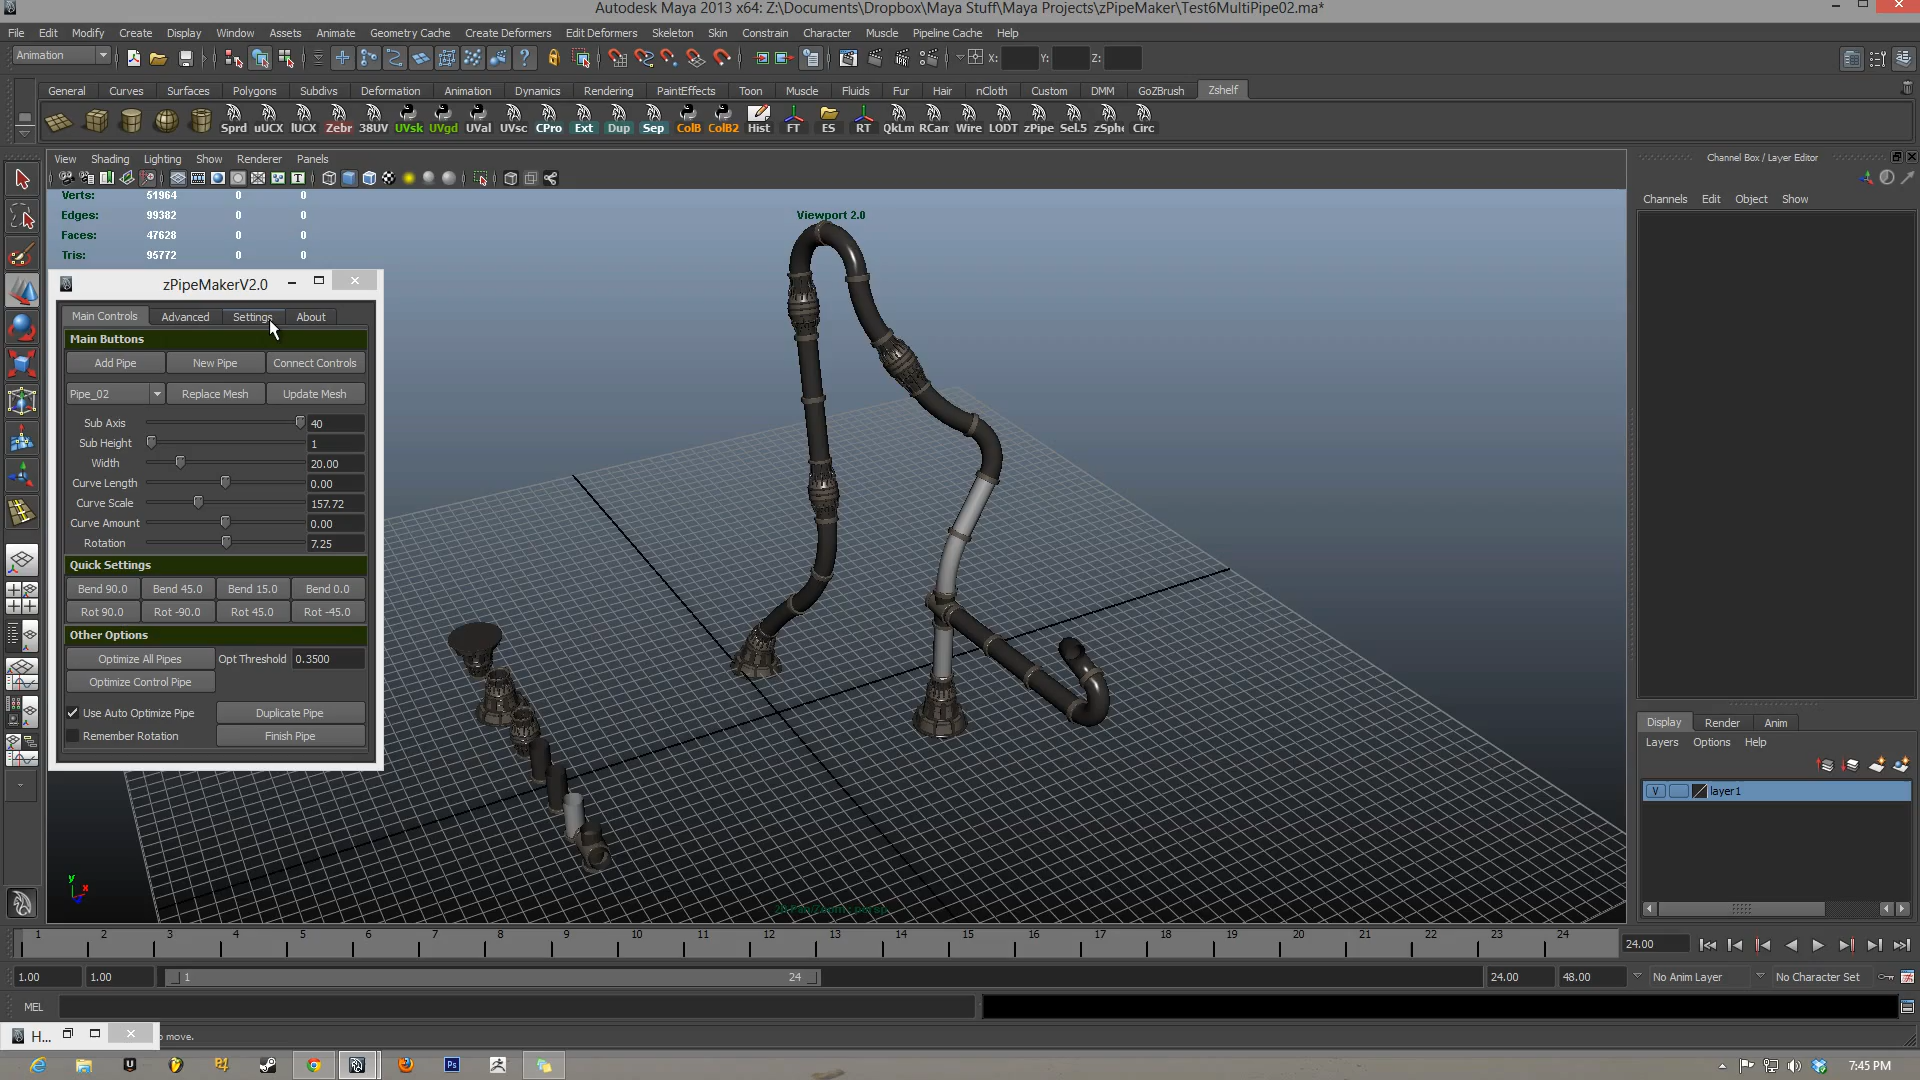 Autodesk Maya 2013 x64: Z:\Documents\Dropbox\Maya Stuff\Maya Projects\zPipeMaker\Test6MultiPipe02.ma*
File Edit Modify Create Display Window Assets Animate Geometry Cache Create Deformers Edit Deformers Skeleton Skin Constrain Character Muscle Pipeline Cache Help
Animation X: Y: Z:
General Curves Surfaces Polygons Subdivs Deformation Animation Dynamics Rendering PaintEffects Toon Muscle Fluids Fur Hair nCloth Custom DMM GoZBrush Zshelf
Sprd uUCX lUCX Zebr 38UV UVsk UVgd UVal UVsc CPro Ext Dup Sep ColB ColB2 Hist FT ES RT QkLm RCam Wire LODT zPipe Sel.5 zSphe Circ
View Shading Lighting Show Renderer Panels
Channel Box / Layer Editor
Channels Edit Object Show
Verts: 51964 0 0
Edges: 99382 0 0
Faces: 47628 0 0
Tris: 95772 0 0
Viewport 2.0
zPipeMakerV2.0
Main Controls Advanced Settings About
Main Buttons
Add Pipe New Pipe Connect Controls
Pipe_02 Replace Mesh Update Mesh
Sub Axis 40
Sub Height 1
Width 20.00
Curve Length 0.00
Curve Scale 157.72
Curve Amount 0.00
Rotation 7.25
Quick Settings
Bend 90.0 Bend 45.0 Bend 15.0 Bend 0.0
Rot 90.0 Rot -90.0 Rot 45.0 Rot -45.0
Other Options
Optimize All Pipes Opt Threshold 0.3500
Optimize Control Pipe
Use Auto Optimize Pipe Duplicate Pipe
Remember Rotation Finish Pipe
y
x
2D Pan/Zoom : persp
Display Render Anim
Layers Options Help
V layer1
1 2 3 4 5 6 7 8 9 10 11 12 13 14 15 16 17 18 19 20 21 22 23 24 24.00
1.00 1.00 1 24 24.00 48.00 No Anim Layer No Character Set
MEL
H... move.
7:45 PM